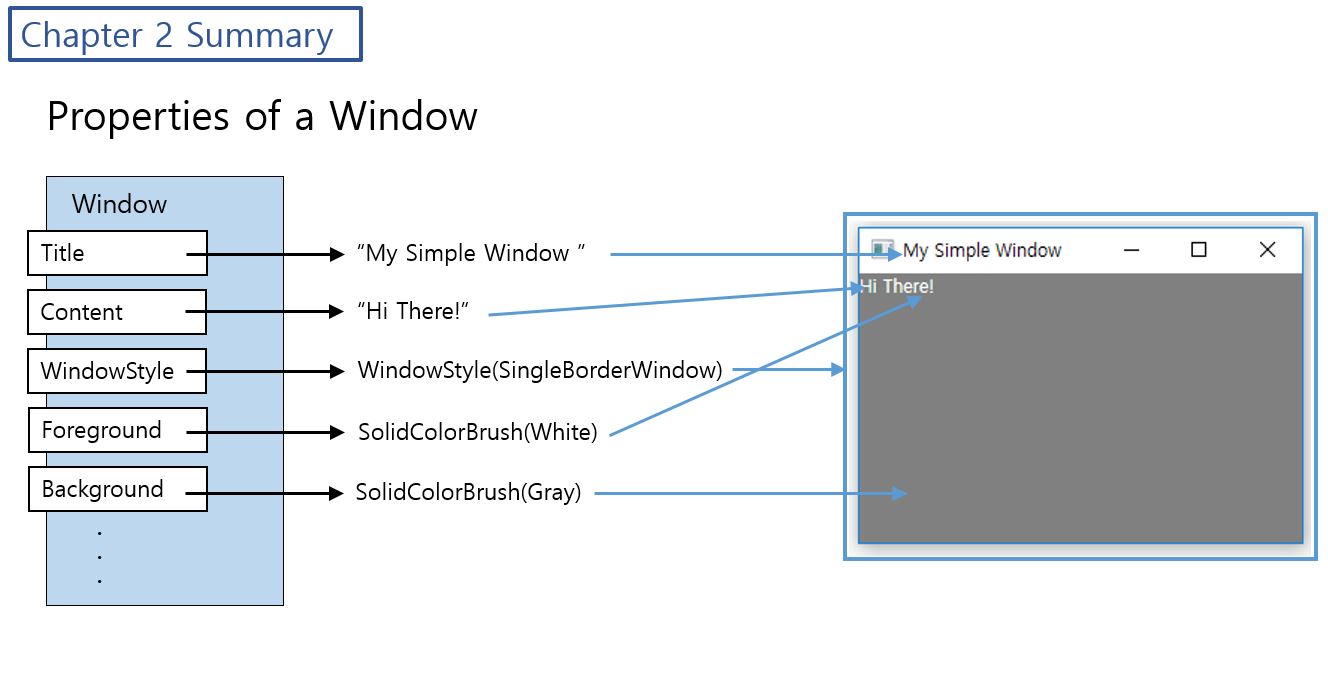 Chapter 2 Summary
Properties of a Window
Window
Title
“My Simple Window ”
Content
“Hi There!”
WindowStyle
WindowStyle(SingleBorderWindow)
Foreground
SolidColorBrush(White)
Background
SolidColorBrush(Gray)
.
.
.
My Simple Window
Hi There!